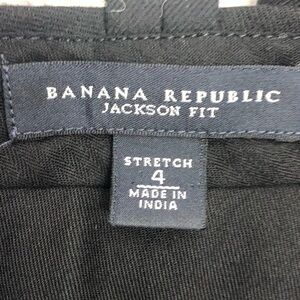 BANANA REPUBLIC
JACKSON FIT
STRETCH
4
MADE IN
INDIA